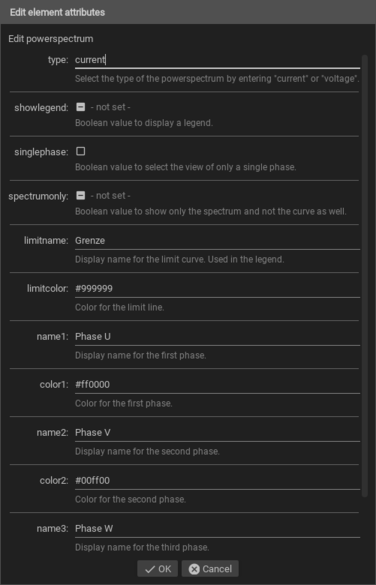 Edit element attributes
Edit powerspectrum
type: current
Select the type of the powerspectrum by entering "current" or "voltage".
showlegend: - not set -
Boolean value to display a legend.
singlephase:
Boolean value to select the view of only a single phase.
spectrumonly: - not set -
Boolean value to show only the spectrum and not the curve as well.
limitname: Grenze
Display name for the limit curve. Used in the legend.
limitcolor: #999999
Color for the limit line.
name1: Phase U
Display name for the first phase.
color1: #ff0000
Color for the first phase.
name2: Phase V
Display name for the second phase.
color2: #00ff00
Color for the second phase.
name3: Phase W
Display name for the third phase.
OK Cancel